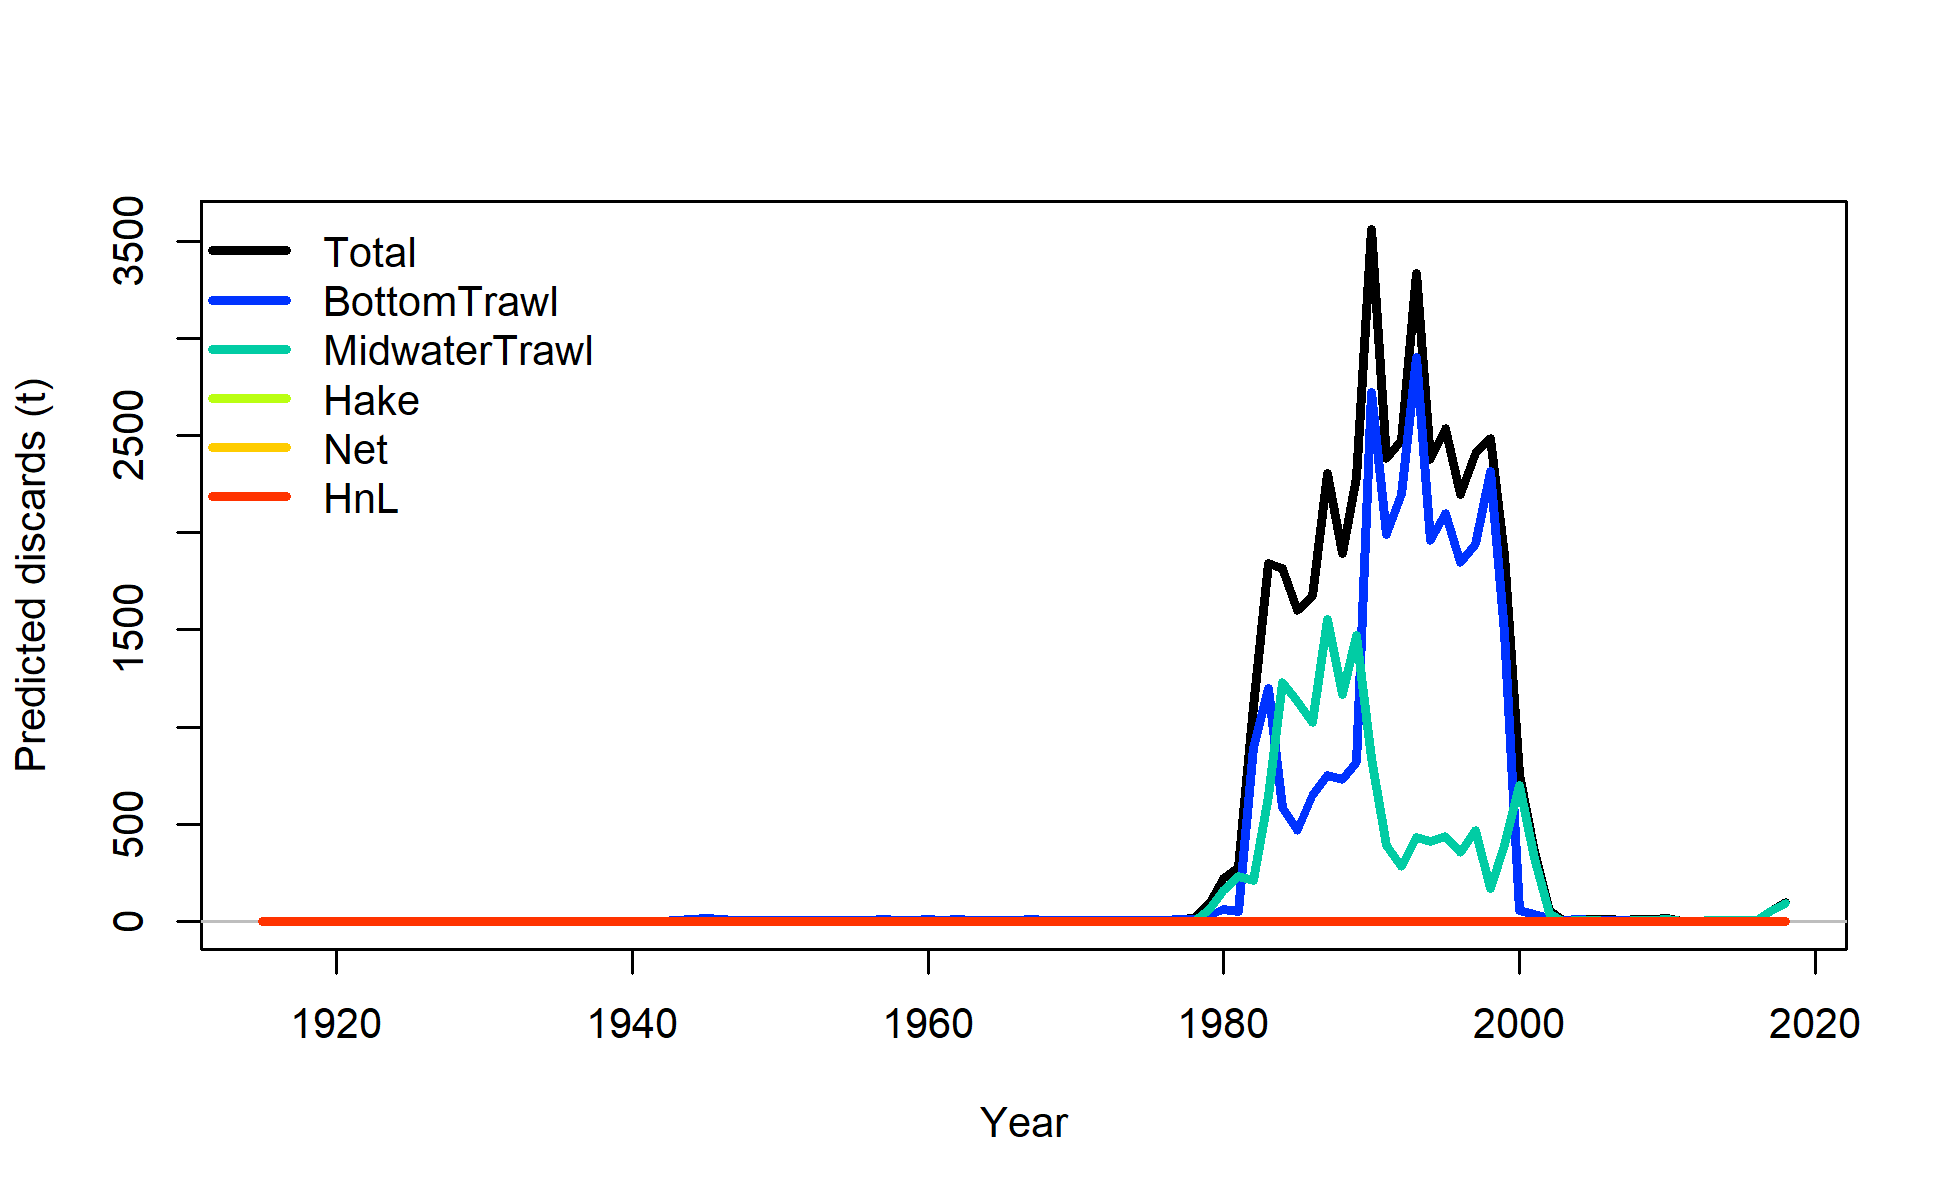 Predicted discards (t)
3500
2500
1500
500
0
Total
BottomTrawl
MidwaterTrawl
Hake
Net
HnL
1920 1940 1960 1980 2000 2020
Year